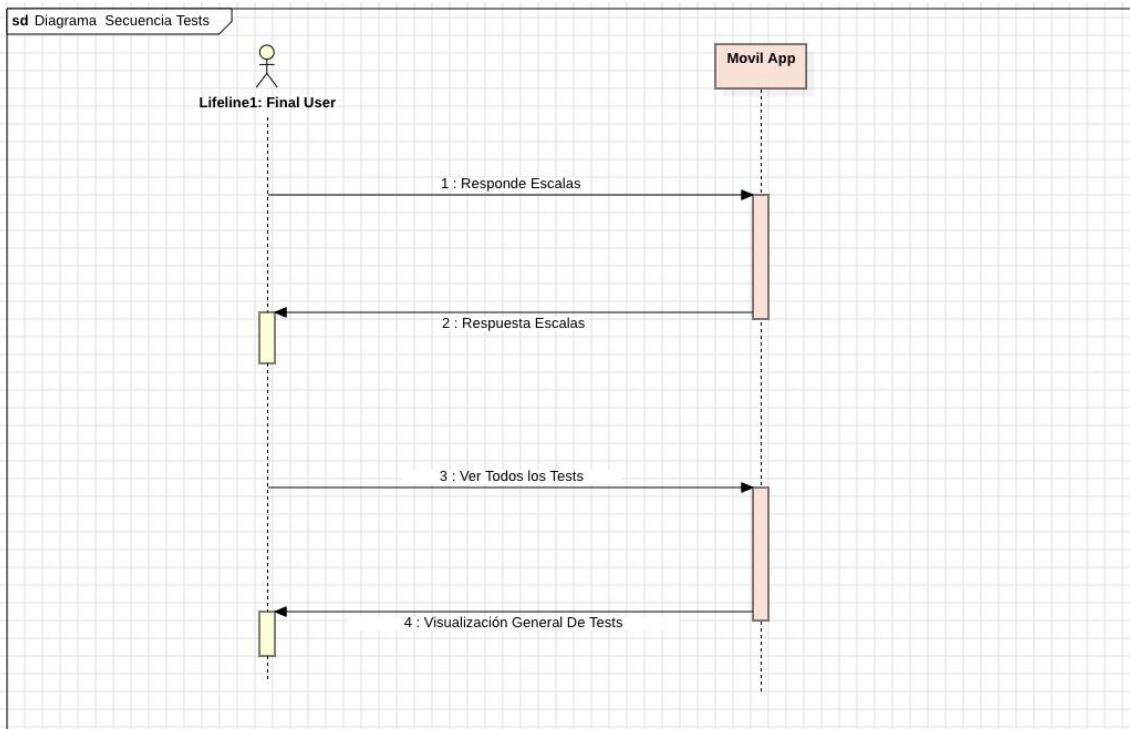 sd Diagrama Secuencia Tests
Movil App
Lifeline1: Final User
1 : Responde Escalas
2 : Respuesta Escalas
3 : Ver Todos los Tests
4 : Visualización General De Tests